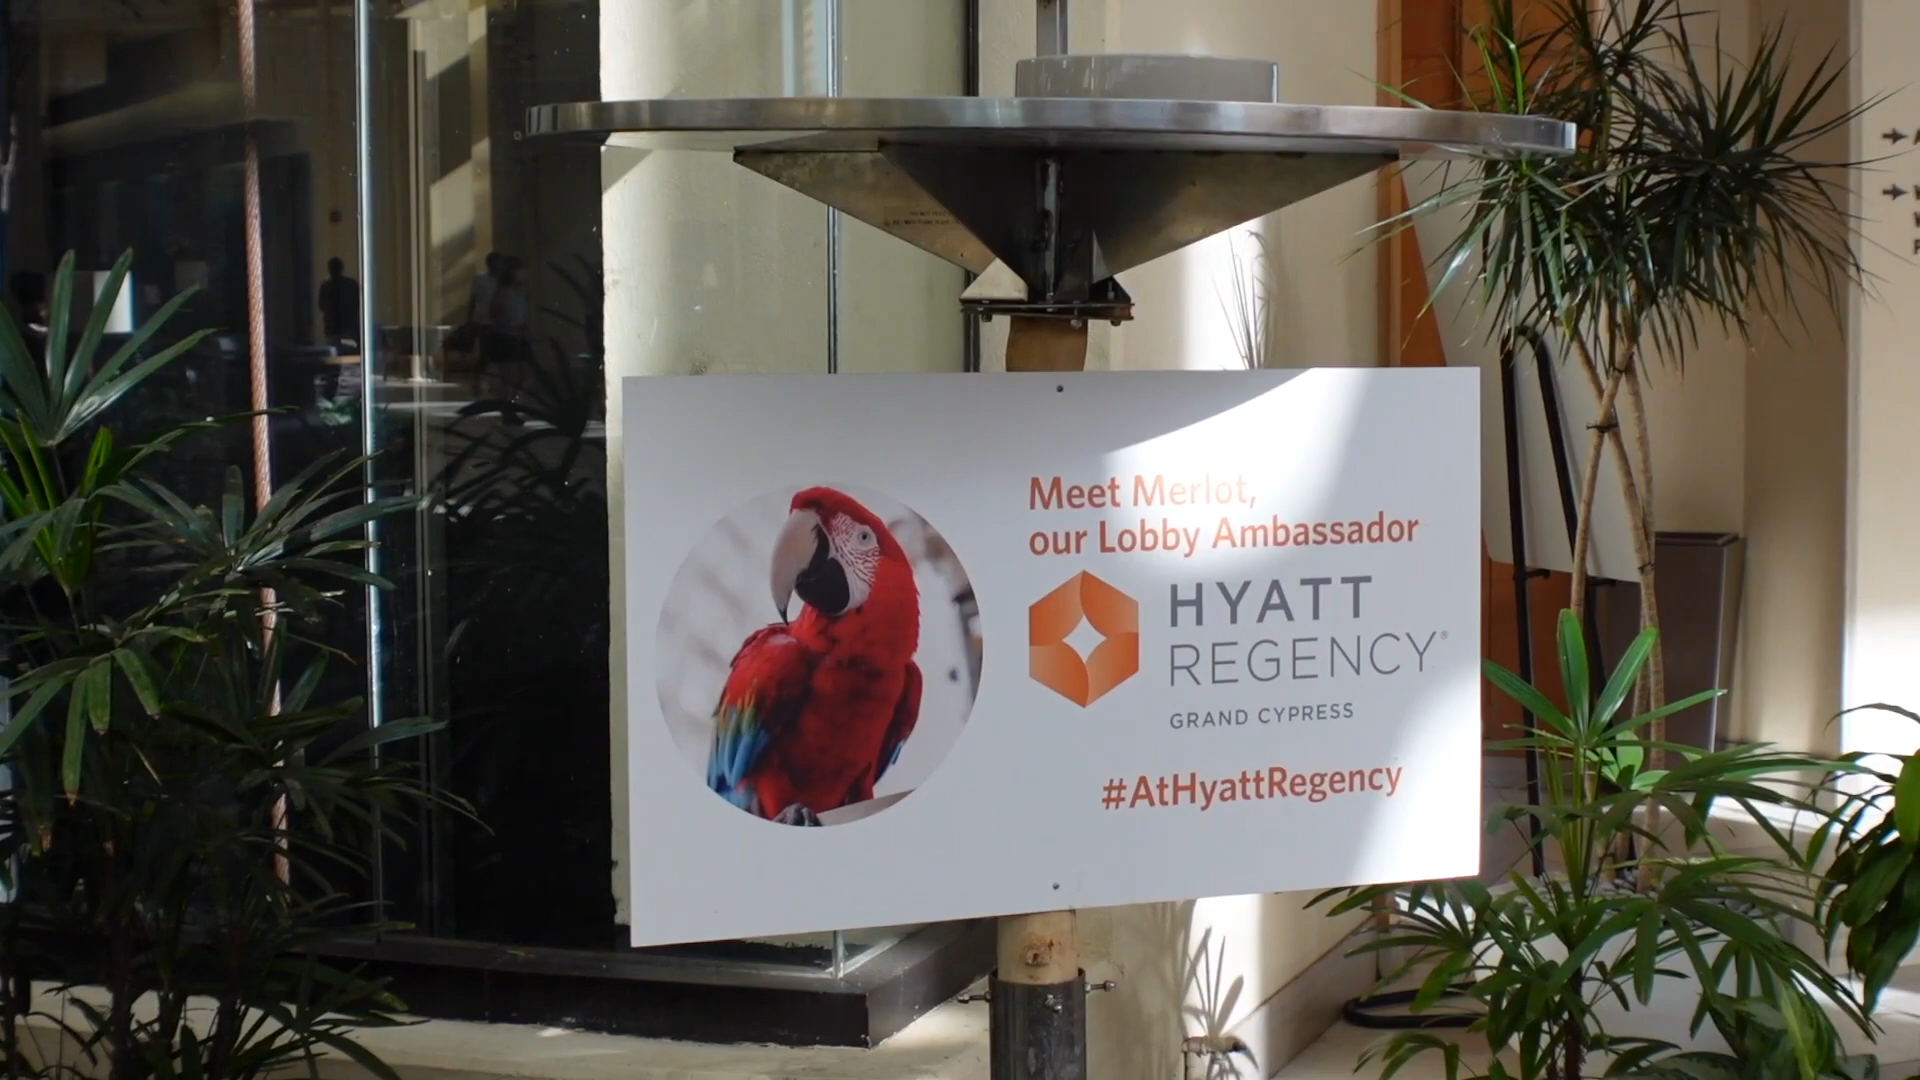 Meet Merlot,
our Lobby Ambassador
HYATT
REGENCY®
GRAND CYPRESS
#AtHyattRegency